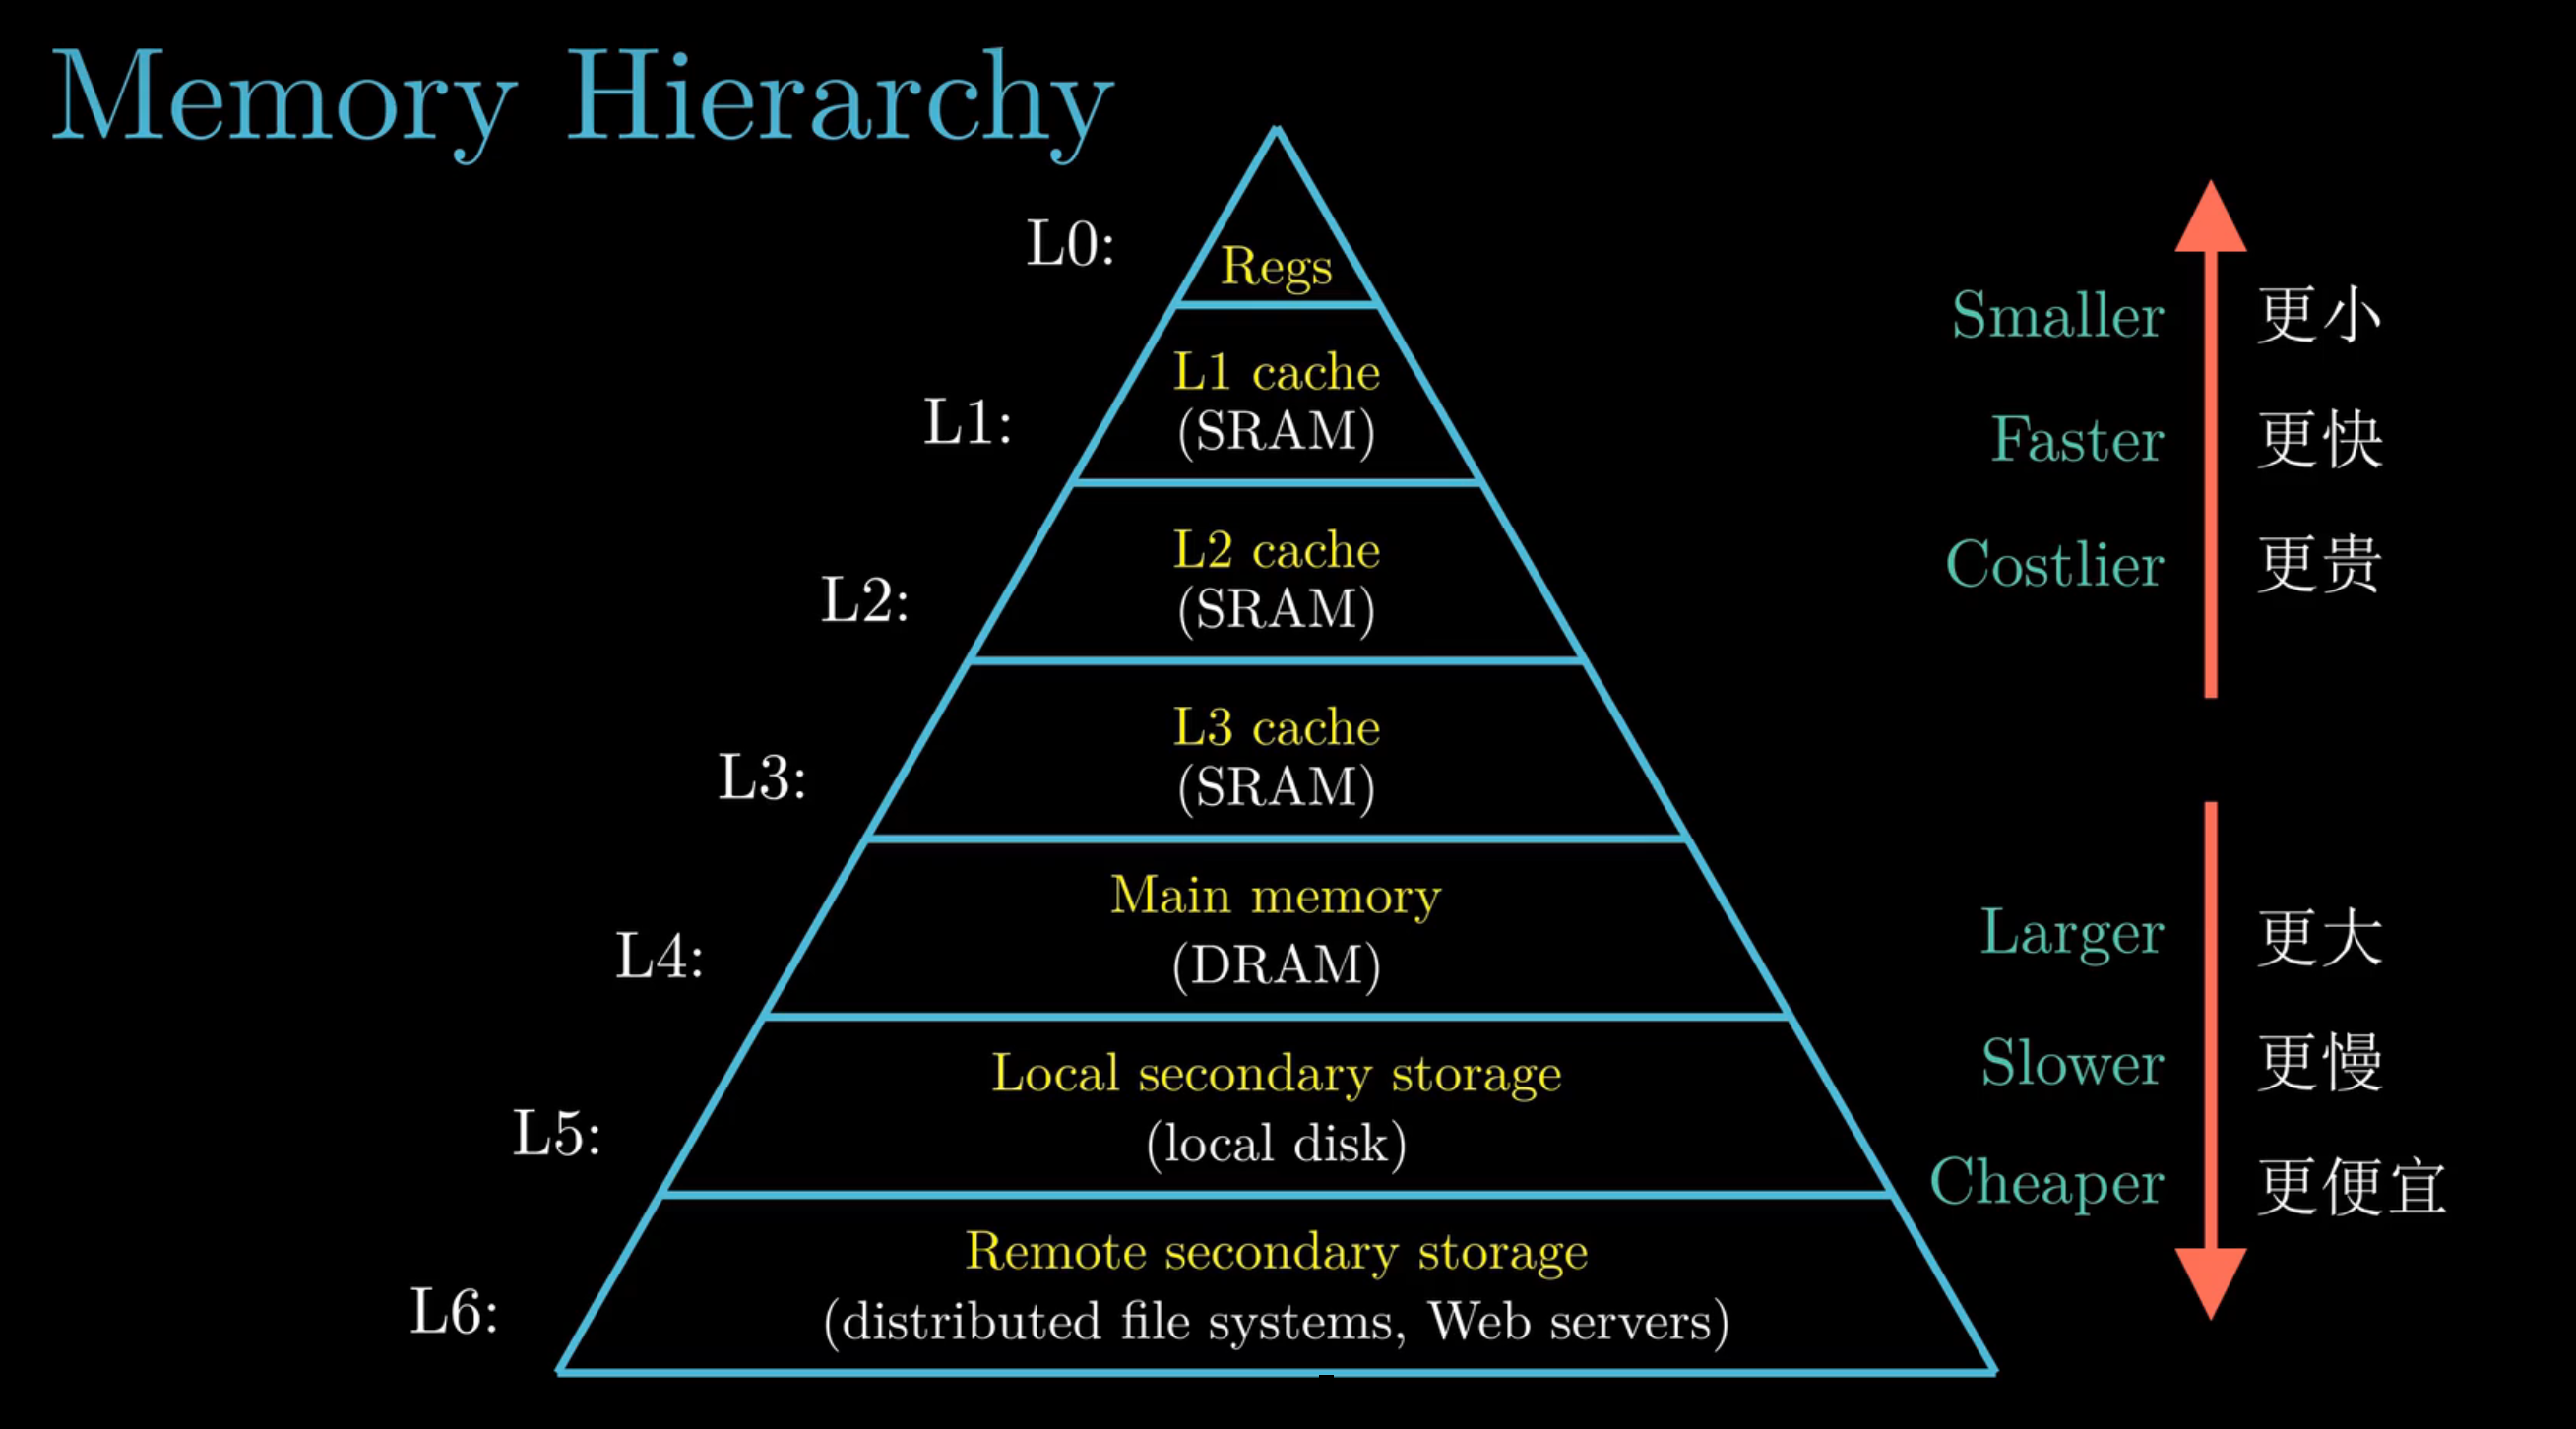 Memory Hierarchy
L0:
Regs
L1:
L1 cache
(SRAM)
L2:
L2 cache
(SRAM)
L3:
L3 cache
(SRAM)
L4:
Main memory
(DRAM)
L5:
Local secondary storage
(local disk)
L6:
Remote secondary storage
(distributed file systems, Web servers)
Smaller 更小
Faster 更快
Costlier 更贵
Larger 更大
Slower 更慢
Cheaper 更便宜